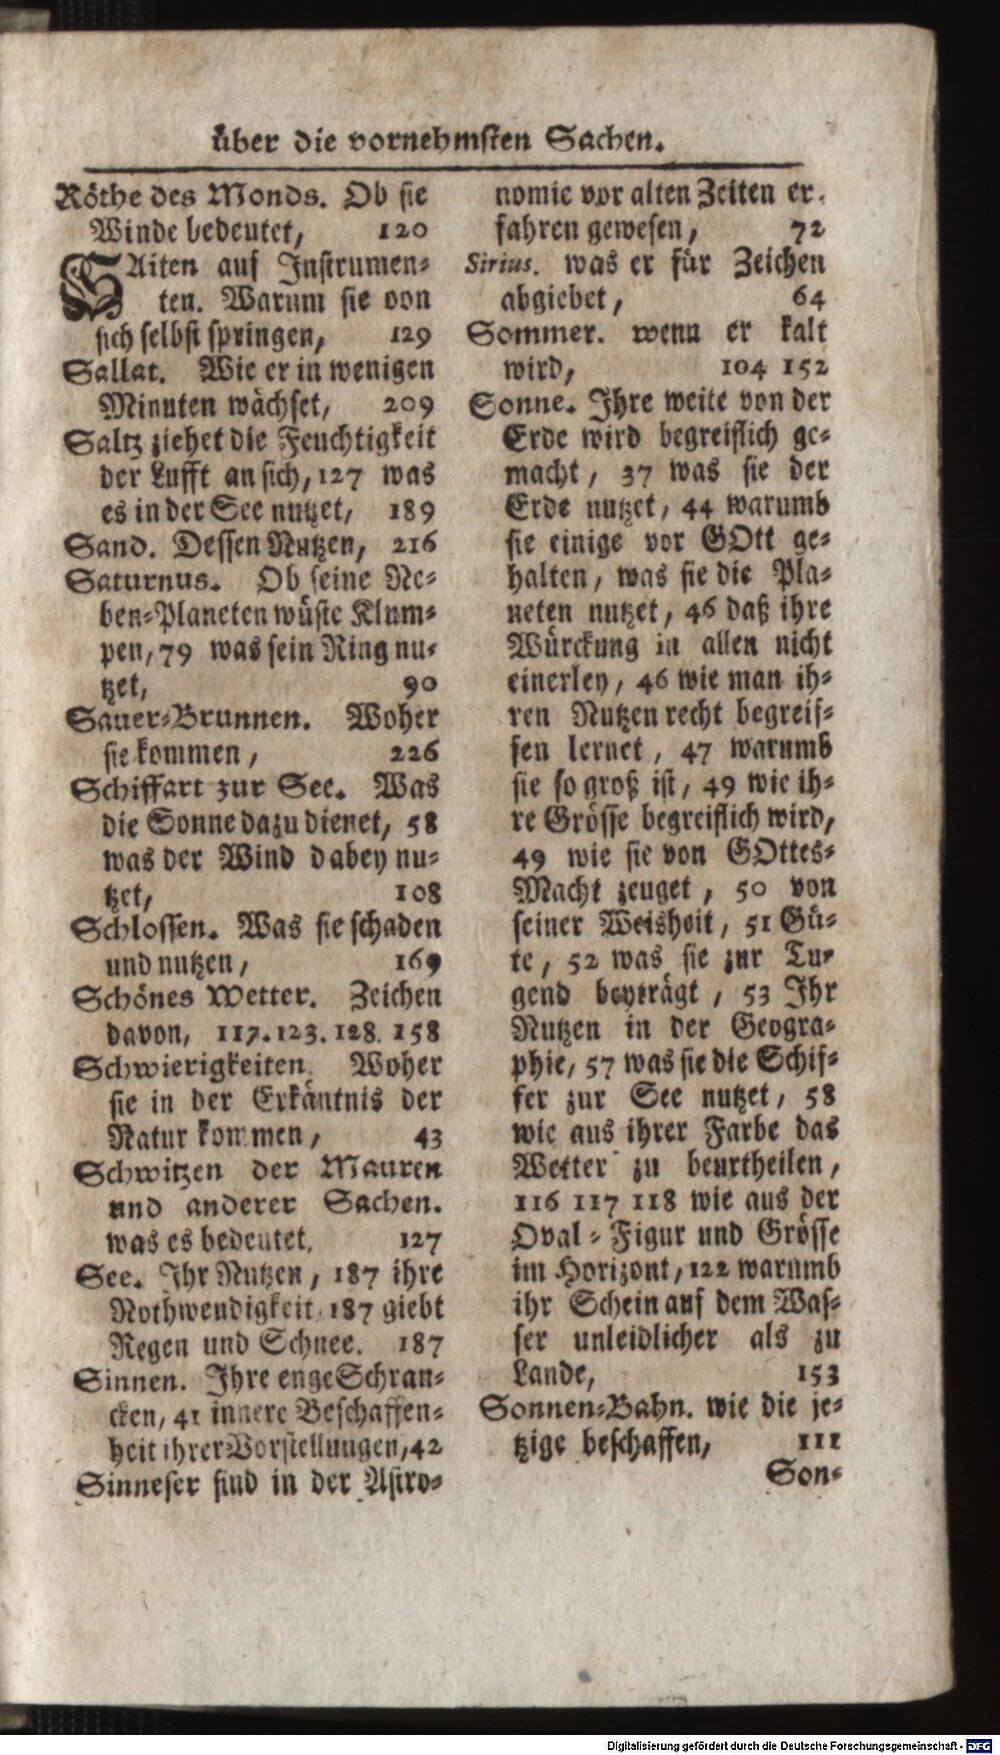 über die vornehmsten Sachen.
Röthe des Monds. Ob sie
Winde bedeutet, 120
SAiten auf Instrumen-
ten. Warum sie von
sich selbst springen, 129
Sallat. Wie er in wenigen
Minuten wächset, 209
Saltz ziehet die Feuchtigkeit
der Lufft an sich, 127 was
es in der See nutzet, 189
Sand. Dessen Nutzen, 216
Saturnus. Ob seine Ne-
ben-Planeten wüste Klum-
pen, 79 was sein Ring nu-
tzet, 90
Sauer-Brunnen. Woher
sie kommen, 226
Schiffart zur See. Was
die Sonne dazu dienet, 58
was der Wind dabey nu-
tzet, 108
Schlossen. Was sie schaden
und nutzen, 169
Schönes Wetter. Zeichen
davon, 117. 123. 128. 158
Schwierigkeiten. Woher
sie in der Erkäntnis der
Natur kommen, 43
Schwitzen der Mauren
und anderer Sachen.
was es bedeutet, 127
See. Ihr Nutzen, 187 ihre
Nothwendigkeit, 187 giebt
Regen und Schnee. 187
Sinnen. Ihre enge Schran-
cken, 41 innere Beschaffen-
heit ihrer Vorstellungen, 42
Sinneser sind in der Astro-
nomie vor alten Zeiten er-
fahren gewesen, 72
Sirius. was er für Zeichen
abgiebet, 64
Sommer. wenn er kalt
wird, 104 152
Sonne. Ihre weite von der
Erde wird begreiflich ge-
macht, 37 was sie der
Erde nutzet, 44 warumb
sie einige vor GOtt ge-
halten, was sie die Pla-
neten nutzet, 46 daß ihre
Würckung in allen nicht
einerley, 46 wie man ih-
ren Nutzen recht begreif-
fen lernet, 47 warumb
sie so groß ist, 49 wie ih-
re Grösse begreiflich wird,
49 wie sie von GOttes-
Macht zeuget, 50 von
seiner Weisheit, 51 Gü-
te, 52 was sie zur Tu-
gend beyträgt, 53 Ihr
Nutzen in der Geogra-
phie, 57 was sie die Schif-
fer zur See nutzet, 58
wie aus ihrer Farbe das
Wetter zu beurtheilen,
116 117 118 wie aus der
Oval-Figur und Grösse
im Horizont, 122 warumb
ihr Schein auf dem Was-
ser unleidlicher als zu
Lande, 153
Sonnen-Bahn. wie die je-
tzige beschaffen, 111
Son-
Digitalisierung gefördert durch die Deutsche Forschungsgemeinschaft - DFG